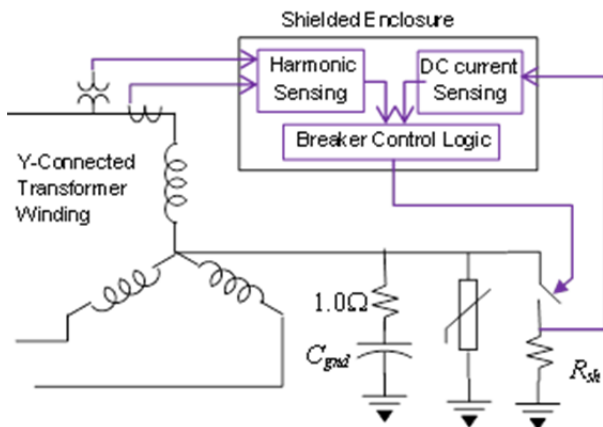 Shielded Enclosure
Harmonic
Sensing
DC current
Sensing
Breaker Control Logic
Y-Connected
Transformer
Winding
1.0Ω
Cgnd
Rsh